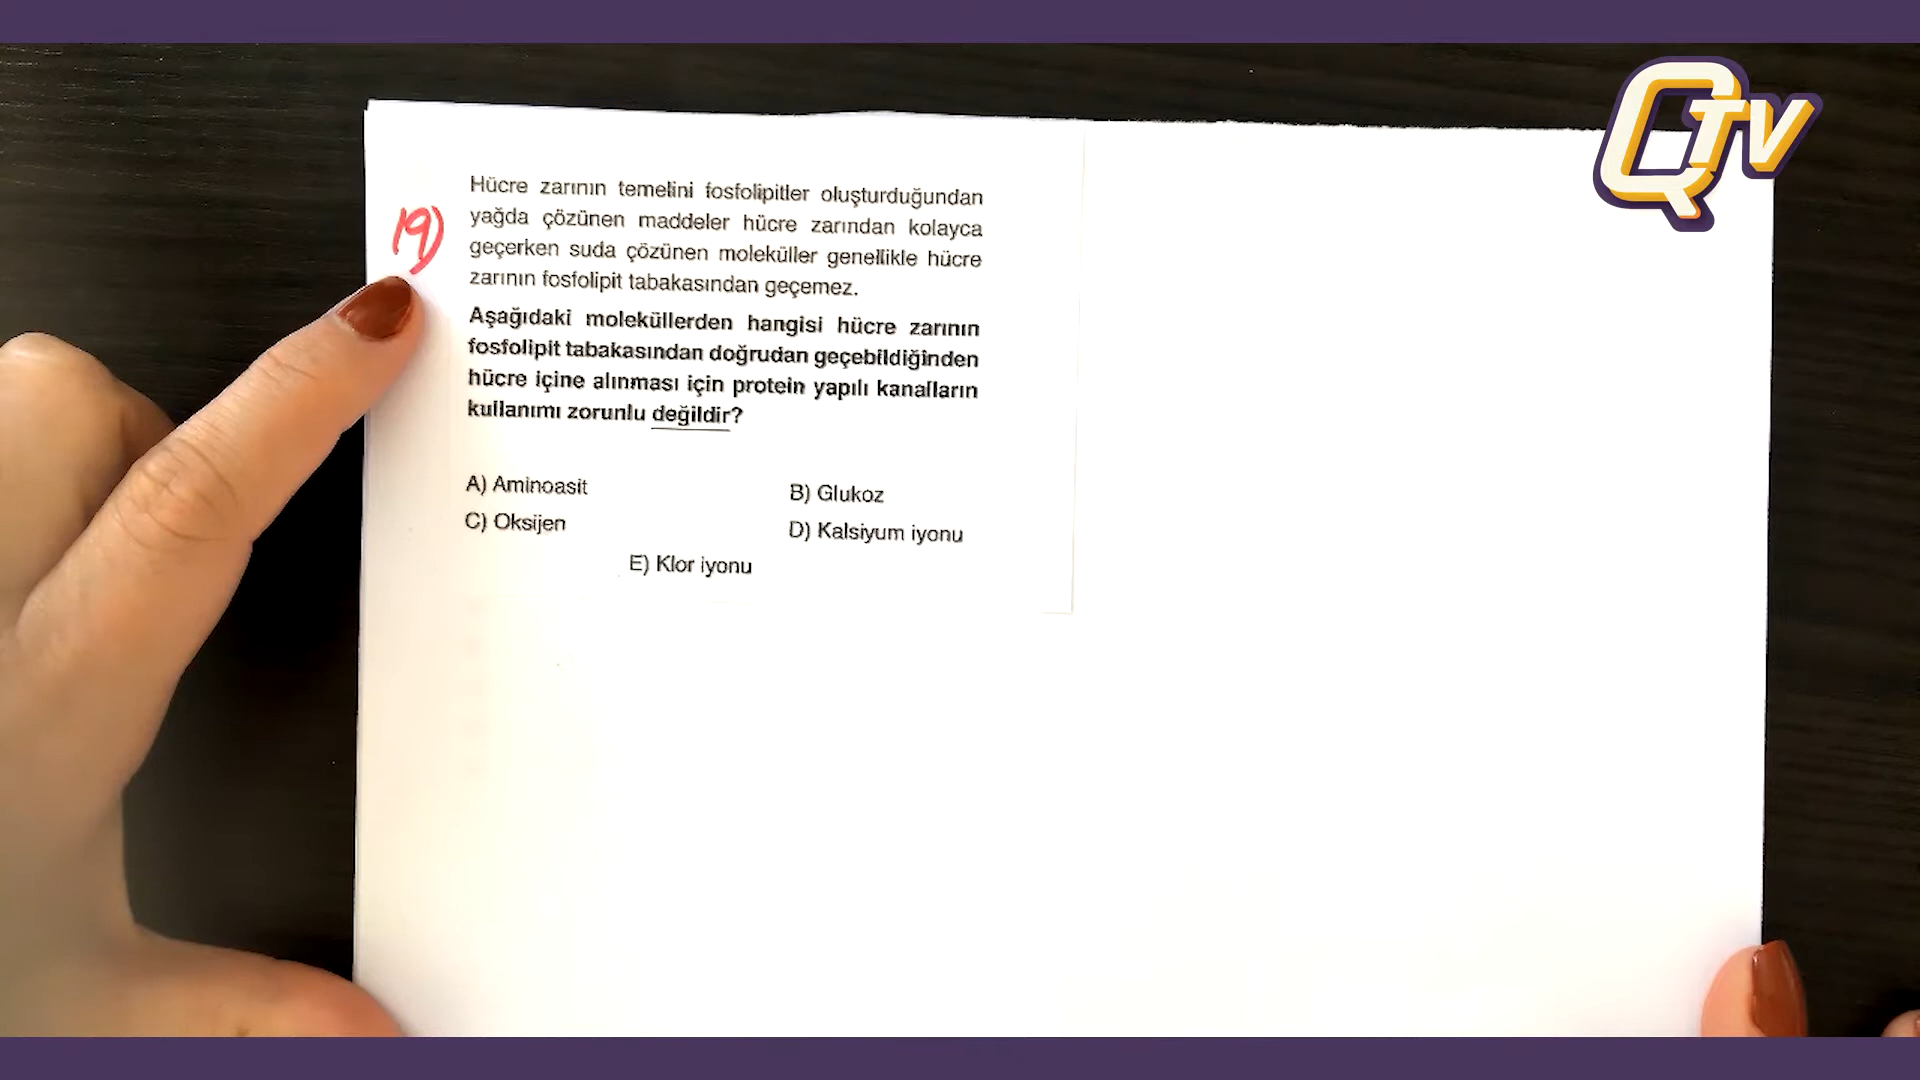 QTV
19)
Hücre zarının temelini fosfolipitler oluşturduğundan
yağda çözünen maddeler hücre zarından kolayca
geçerken suda çözünen moleküller genellikle hücre
zarının fosfolipit tabakasından geçemez.
Aşağıdaki moleküllerden hangisi hücre zarının
fosfolipit tabakasından doğrudan geçebildiğinden
hücre içine alınması için protein yapılı kanalların
kullanımı zorunlu değildir?
A) Aminoasit
B) Glukoz
C) Oksijen
D) Kalsiyum iyonu
E) Klor iyonu